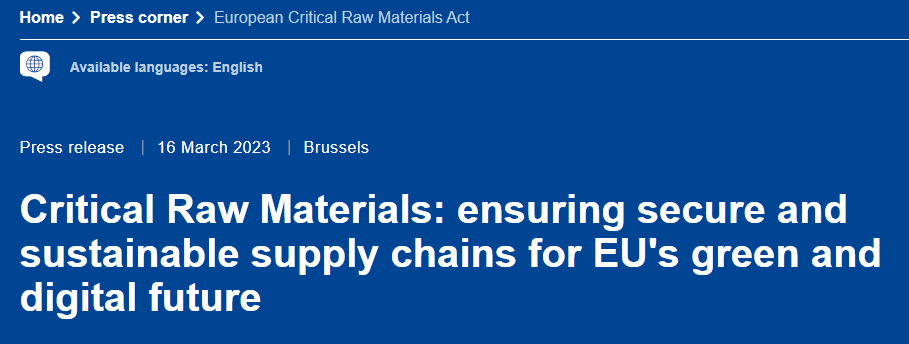 Home > Press corner > European Critical Raw Materials Act
Available languages: English
Press release | 16 March 2023 | Brussels
Critical Raw Materials: ensuring secure and
sustainable supply chains for EU's green and
digital future